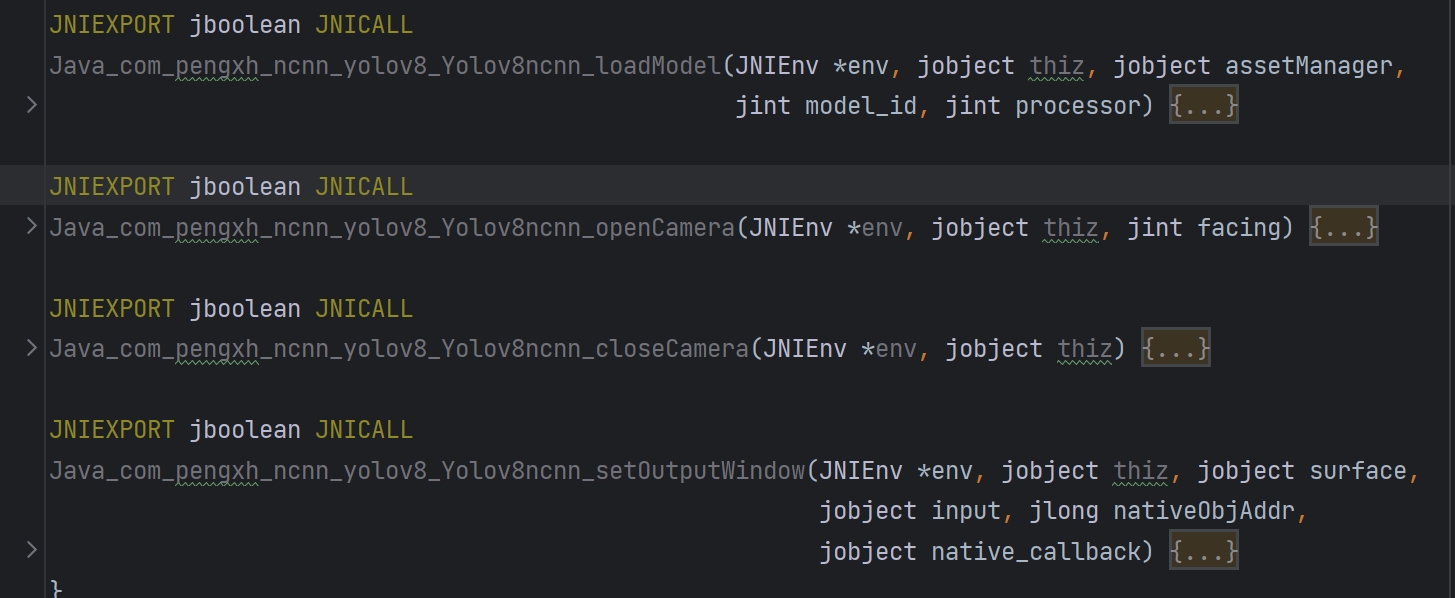 JNIEXPORT jboolean JNICALL
Java_com_pengxh_ncnn_yolov8_Yolov8ncnn_loadModel(JNIEnv *env, jobject thiz, jobject assetManager,
jint model_id, jint processor) {...}
JNIEXPORT jboolean JNICALL
Java_com_pengxh_ncnn_yolov8_Yolov8ncnn_openCamera(JNIEnv *env, jobject thiz, jint facing) {...}
JNIEXPORT jboolean JNICALL
Java_com_pengxh_ncnn_yolov8_Yolov8ncnn_closeCamera(JNIEnv *env, jobject thiz) {...}
JNIEXPORT jboolean JNICALL
Java_com_pengxh_ncnn_yolov8_Yolov8ncnn_setOutputWindow(JNIEnv *env, jobject thiz, jobject surface,
jobject input, jlong nativeObjAddr,
jobject native_callback) {...}
}